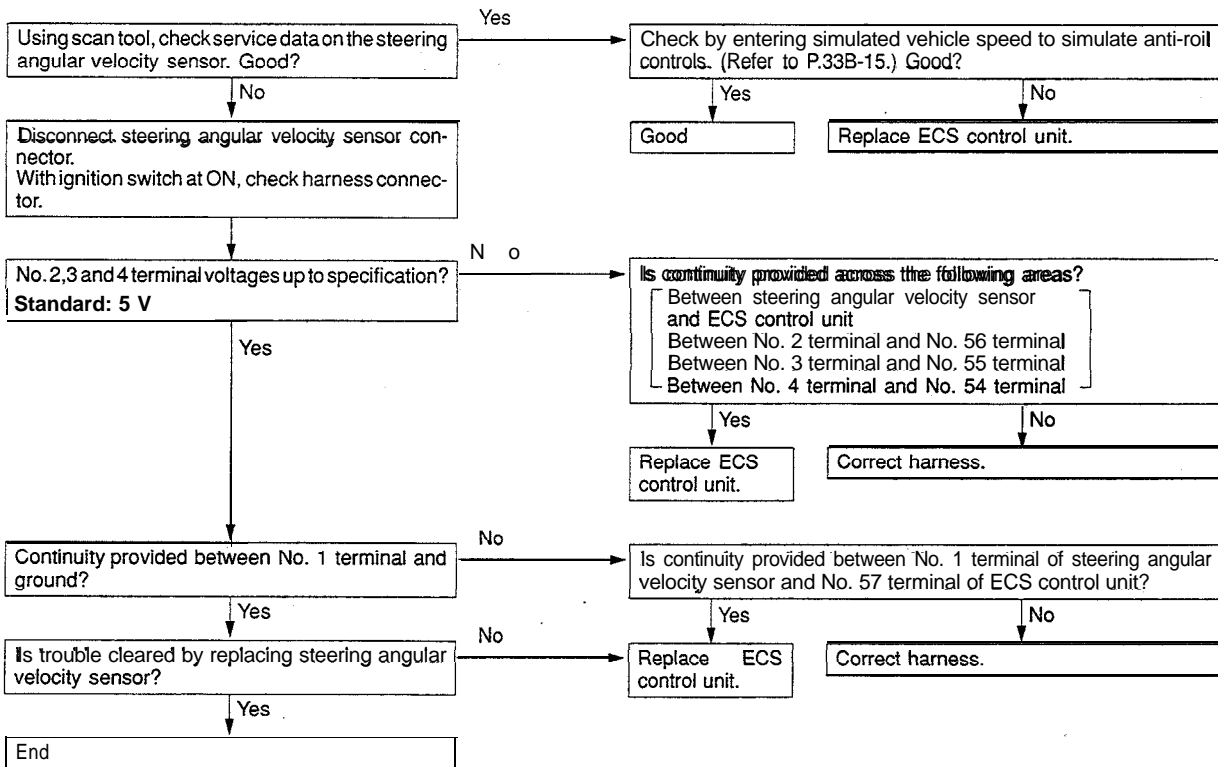 Using scan tool, check service data on the steering
angular velocity sensor. Good?
Yes
Check by entering simulated vehicle speed to simulate anti-roil
controls. (Refer to P.33B-15.) Good?
No
Yes
No
Disconnect steering angular velocity sensor con-
nector.
With ignition switch at ON, check harness connec-
tor.
Good
Replace ECS control unit.
No. 2,3 and 4 terminal voltages up to specification?
Standard: 5 V
N o
Is continuity provided across the following areas?
Between steering angular velocity sensor
and ECS control unit
Between No. 2 terminal and No. 56 terminal
Between No. 3 terminal and No. 55 terminal
Between No. 4 terminal and No. 54 terminal
Yes
Yes
No
Replace ECS
control unit.
Correct harness.
Continuity provided between No. 1 terminal and
ground?
No
Is continuity provided between No. 1 terminal of steering angular
velocity sensor and No. 57 terminal of ECS control unit?
Yes
Yes
No
Is trouble cleared by replacing steering angular
velocity sensor?
No
Replace ECS
control unit.
Correct harness.
Yes
End